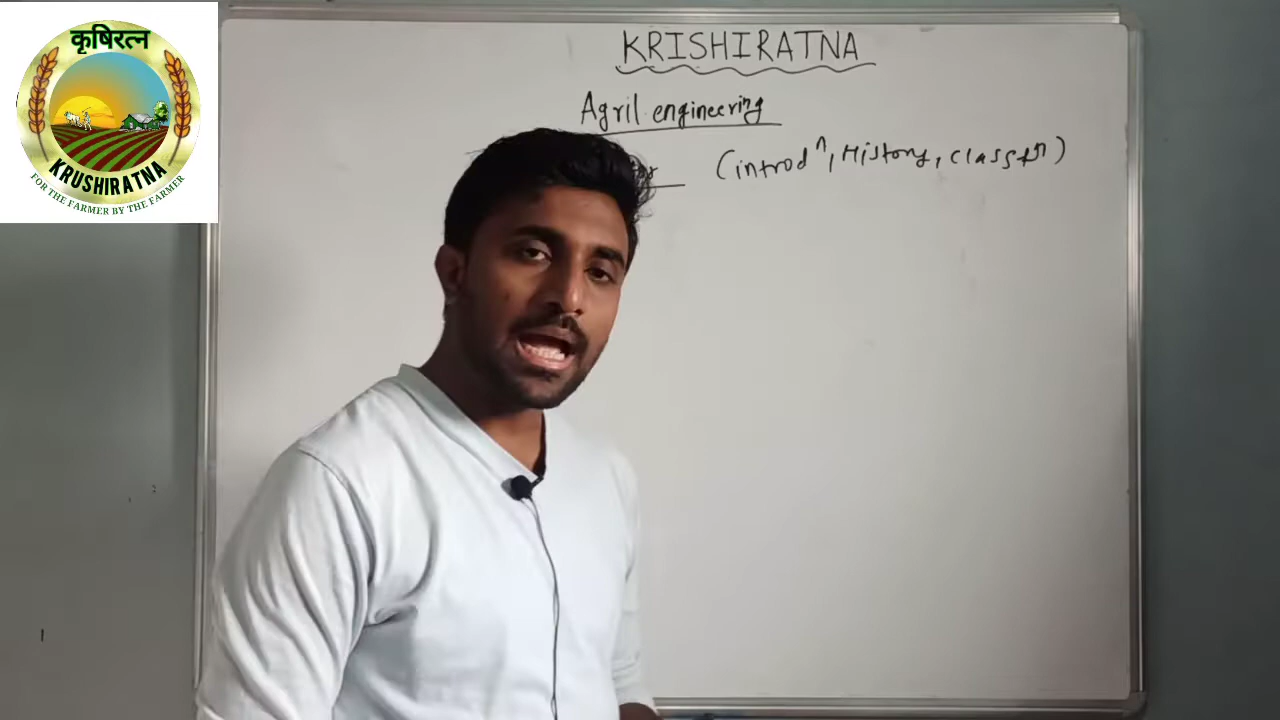 कृषिरत्न
KRUSHIRATNA
FOR THE FARMER BY THE FARMER
KRISHIRATNA
Agril. engineering
(introdⁿ, History, classfⁿ)